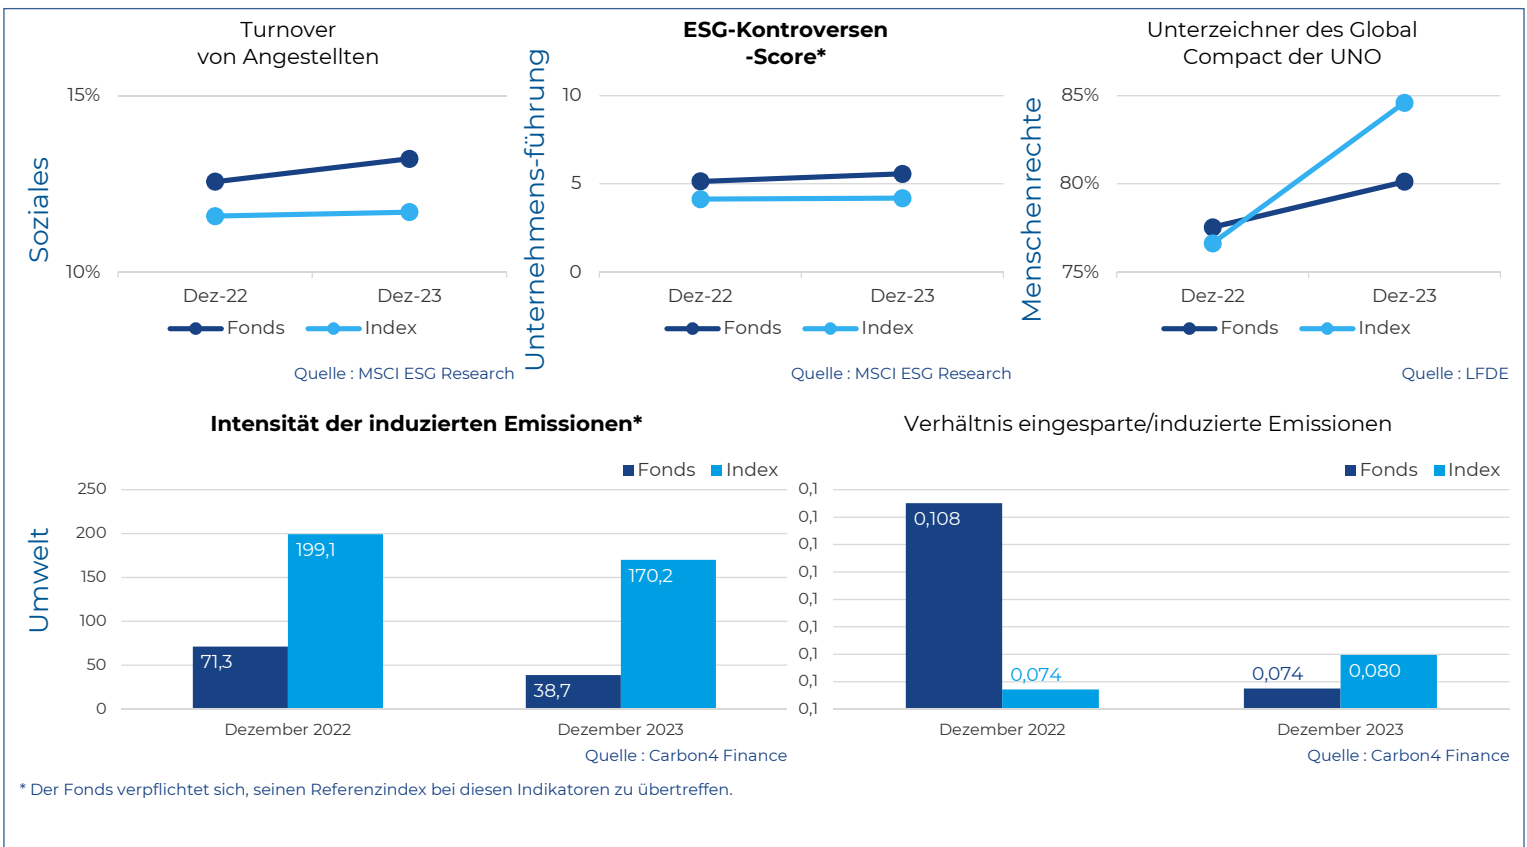 Turnover
von Angestellten
Soziales
15%
10%
Dez-22
Dez-23
Fonds
Index
Quelle : MSCI ESG Research
ESG-Kontroversen
-Score*
Unternehmens-führung
10
5
0
Dez-22
Dez-23
Fonds
Index
Quelle : MSCI ESG Research
Unterzeichner des Global
Compact der UNO
Menschenrechte
85%
80%
75%
Dez-22
Dez-23
Fonds
Index
Quelle : LFDE
Umwelt
Intensität der induzierten Emissionen*
Fonds
Index
250
200
150
100
50
0
71,3
199,1
38,7
170,2
Dezember 2022
Dezember 2023
Quelle : Carbon4 Finance
Verhältnis eingesparte/induzierte Emissionen
Fonds
Index
0,1
0,1
0,1
0,1
0,1
0,1
0,1
0,1
0,1
0,108
0,074
0,074
0,080
Dezember 2022
Dezember 2023
Quelle : Carbon4 Finance
* Der Fonds verpflichtet sich, seinen Referenzindex bei diesen Indikatoren zu übertreffen.